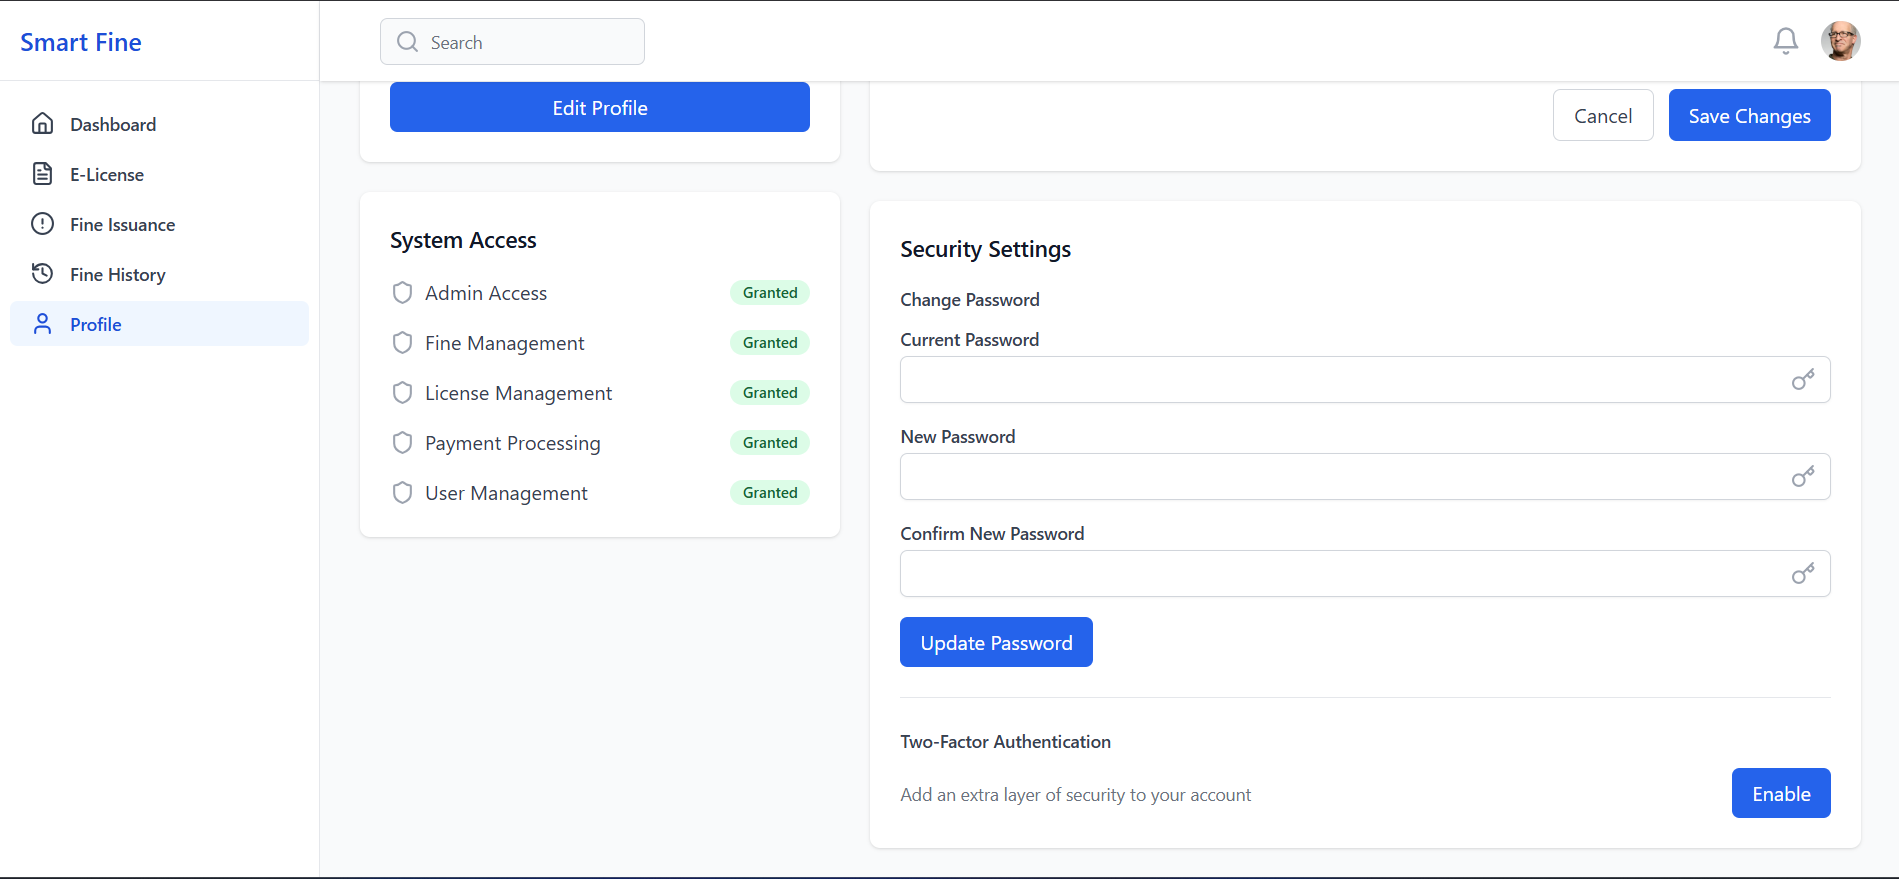 Smart Fine
Search
Dashboard
E-License
Fine Issuance
Fine History
Profile
Edit Profile
Cancel
Save Changes
System Access
Admin Access Granted
Fine Management Granted
License Management Granted
Payment Processing Granted
User Management Granted
Security Settings
Change Password
Current Password
New Password
Confirm New Password
Update Password
Two-Factor Authentication
Add an extra layer of security to your account
Enable